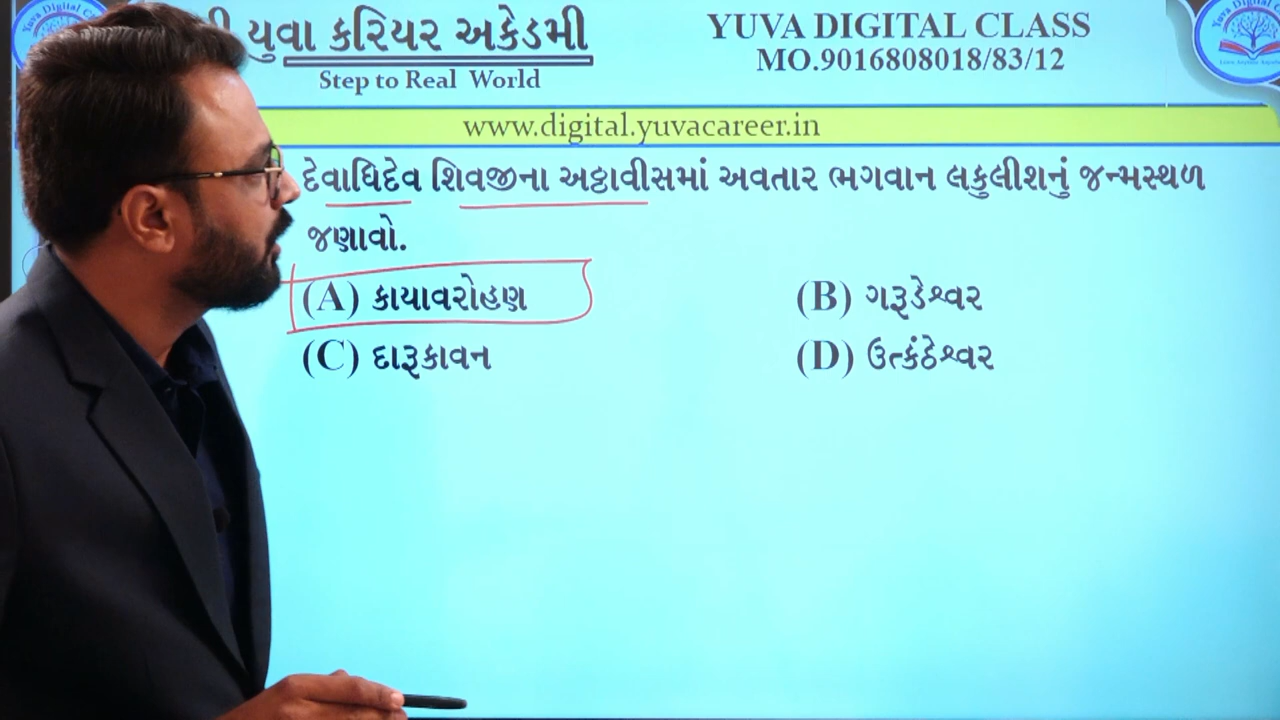 યુવા કરિયર અકેડમી
Step to Real World
YUVA DIGITAL CLASS
MO.9016808018/83/12
www.digital.yuvacareer.in
દેવાધિદેવ શિવજીના અઠ્ઠાવીસમાં અવતાર ભગવાન લકુલીશનું જન્મસ્થળ
જણાવો.
(A) કાયાવરોહણ
(B) ગરૂડેશ્વર
(C) દારૂકાવન
(D) ઉત્કંઠેશ્વર